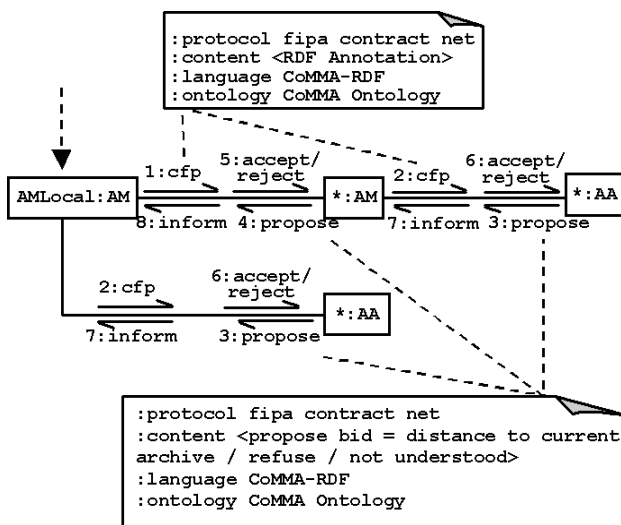 :protocol fipa contract net
:content <RDF Annotation>
:language CoMMA-RDF
:ontology CoMMA Ontology
1:cfp
5:accept/
reject
2:cfp
6:accept/
reject
AMLocal:AM
*:AM
*:AA
8:inform
4:propose
7:inform
3:propose
2:cfp
6:accept/
reject
*:AA
7:inform
3:propose
:protocol fipa contract net
:content <propose bid = distance to current
archive / refuse / not understood>
:language CoMMA-RDF
:ontology CoMMA Ontology